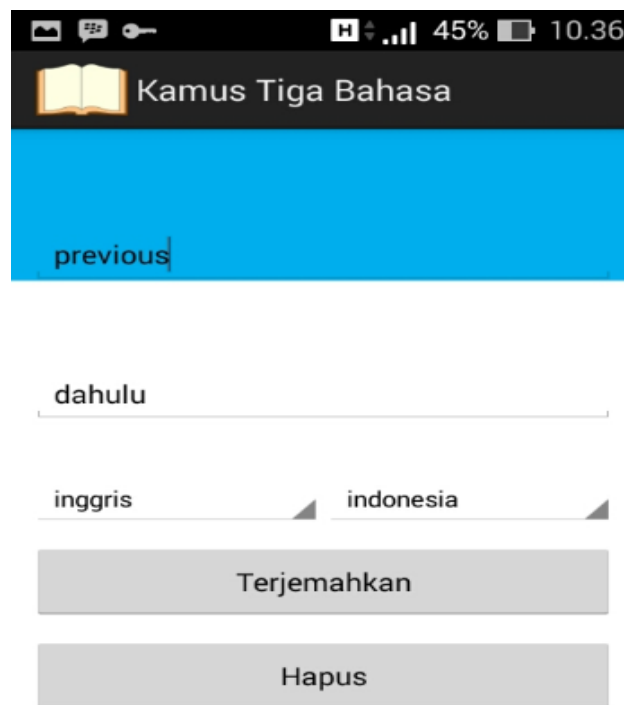 H 45% 10.36
Kamus Tiga Bahasa
previous
dahulu
inggris indonesia
Terjemahkan
Hapus